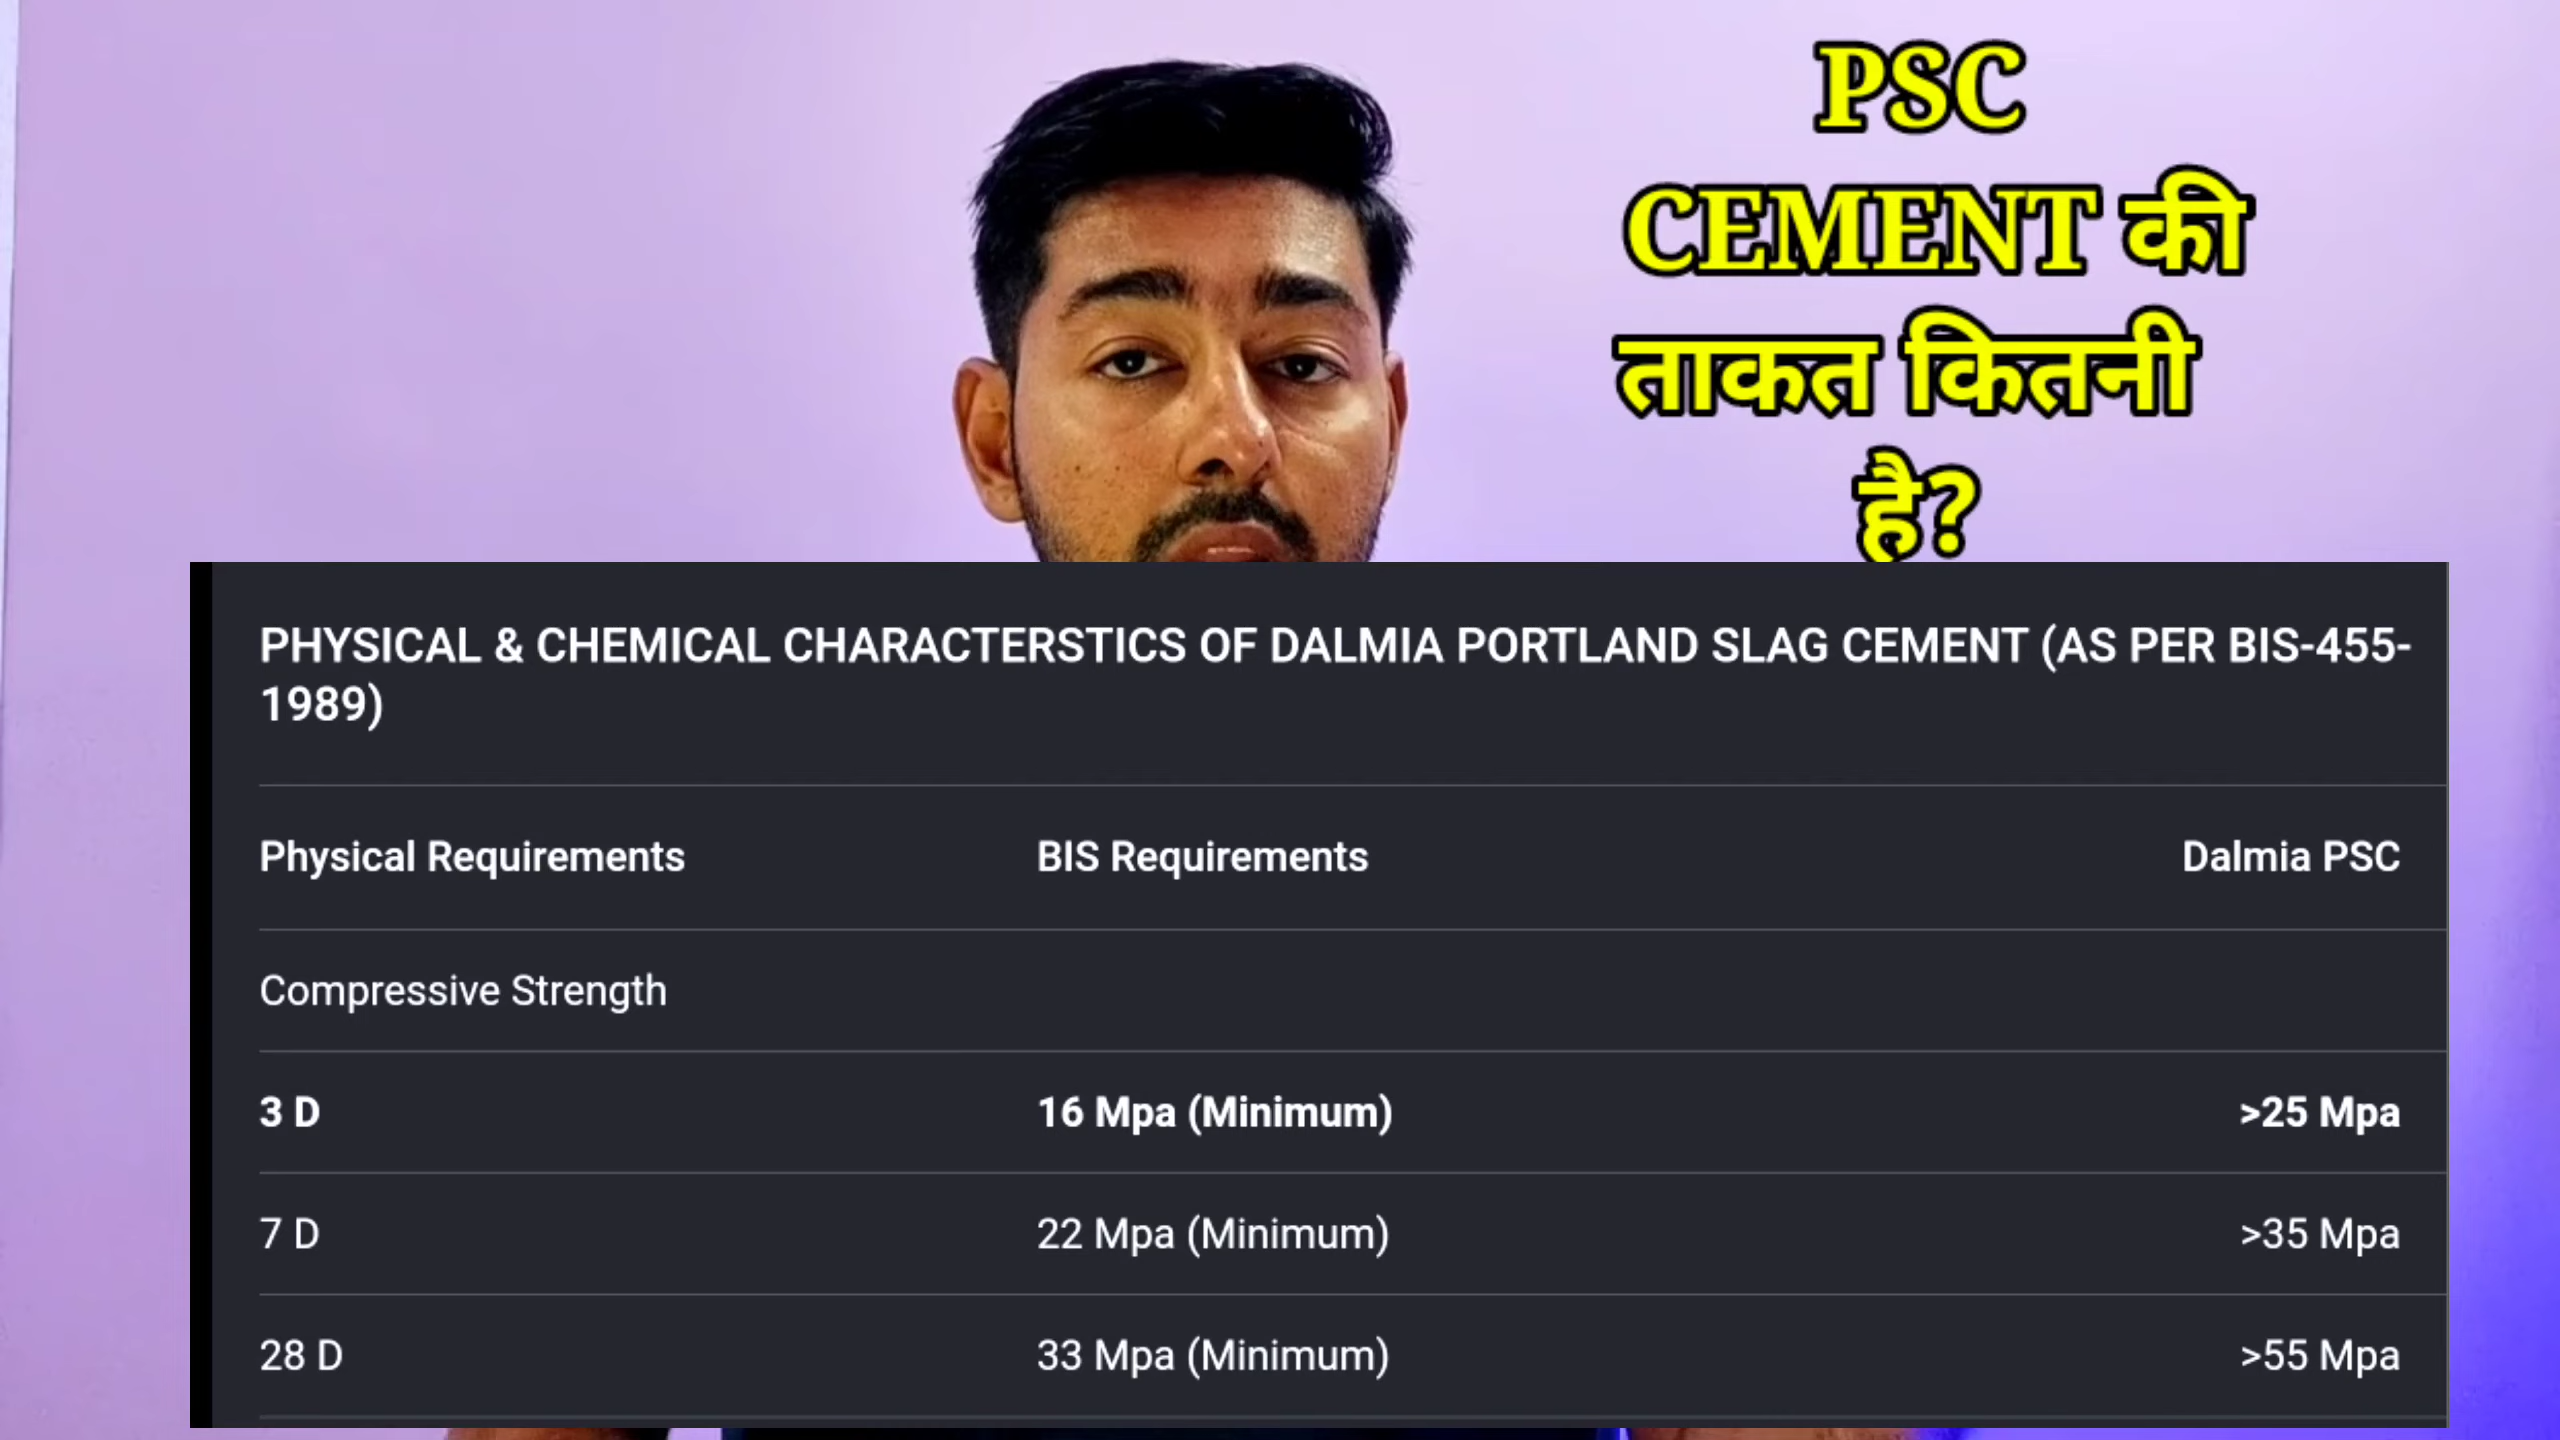 PSC
CEMENT की
ताकत कितनी
है?
PHYSICAL & CHEMICAL CHARACTERSTICS OF DALMIA PORTLAND SLAG CEMENT (AS PER BIS-455-
1989)
Physical Requirements BIS Requirements Dalmia PSC
Compressive Strength
3 D 16 Mpa (Minimum) >25 Mpa
7 D 22 Mpa (Minimum) >35 Mpa
28 D 33 Mpa (Minimum) >55 Mpa